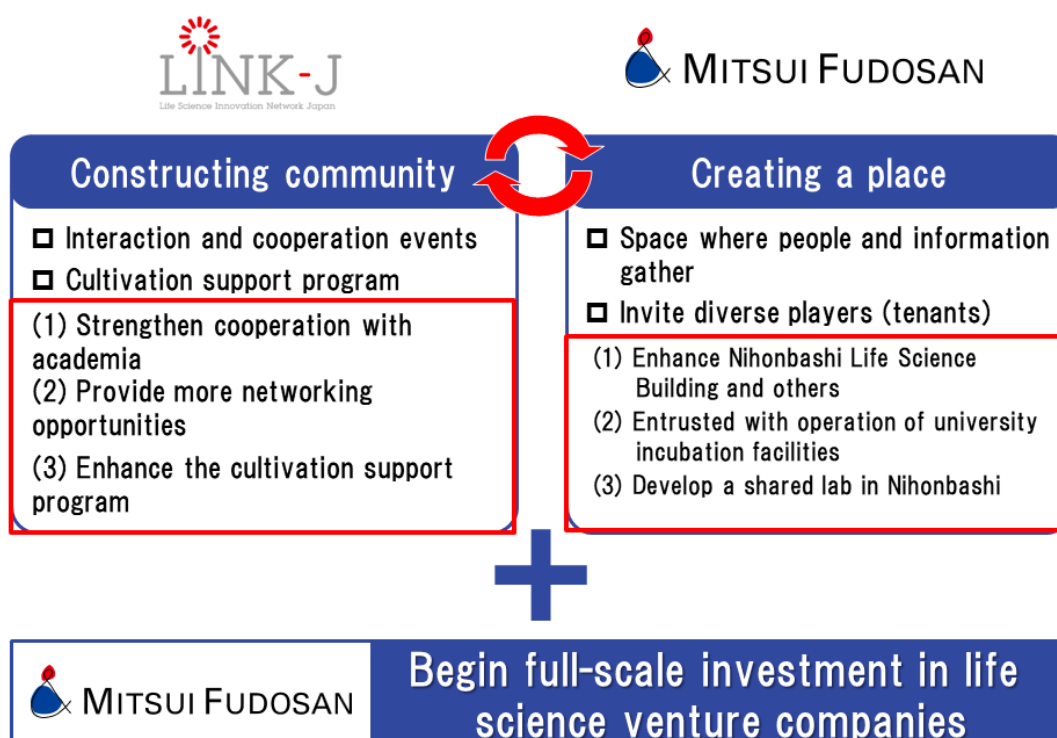 LINK-J
Life Science Innovation Network Japan
MITSUI FUDOSAN
Constructing community
Interaction and cooperation events
Cultivation support program
(1) Strengthen cooperation with
academia
(2) Provide more networking
opportunities
(3) Enhance the cultivation support
program
Creating a place
Space where people and information
gather
Invite diverse players (tenants)
(1) Enhance Nihonbashi Life Science
Building and others
(2) Entrusted with operation of university
incubation facilities
(3) Develop a shared lab in Nihonbashi
MITSUI FUDOSAN
Begin full-scale investment in life
science venture companies